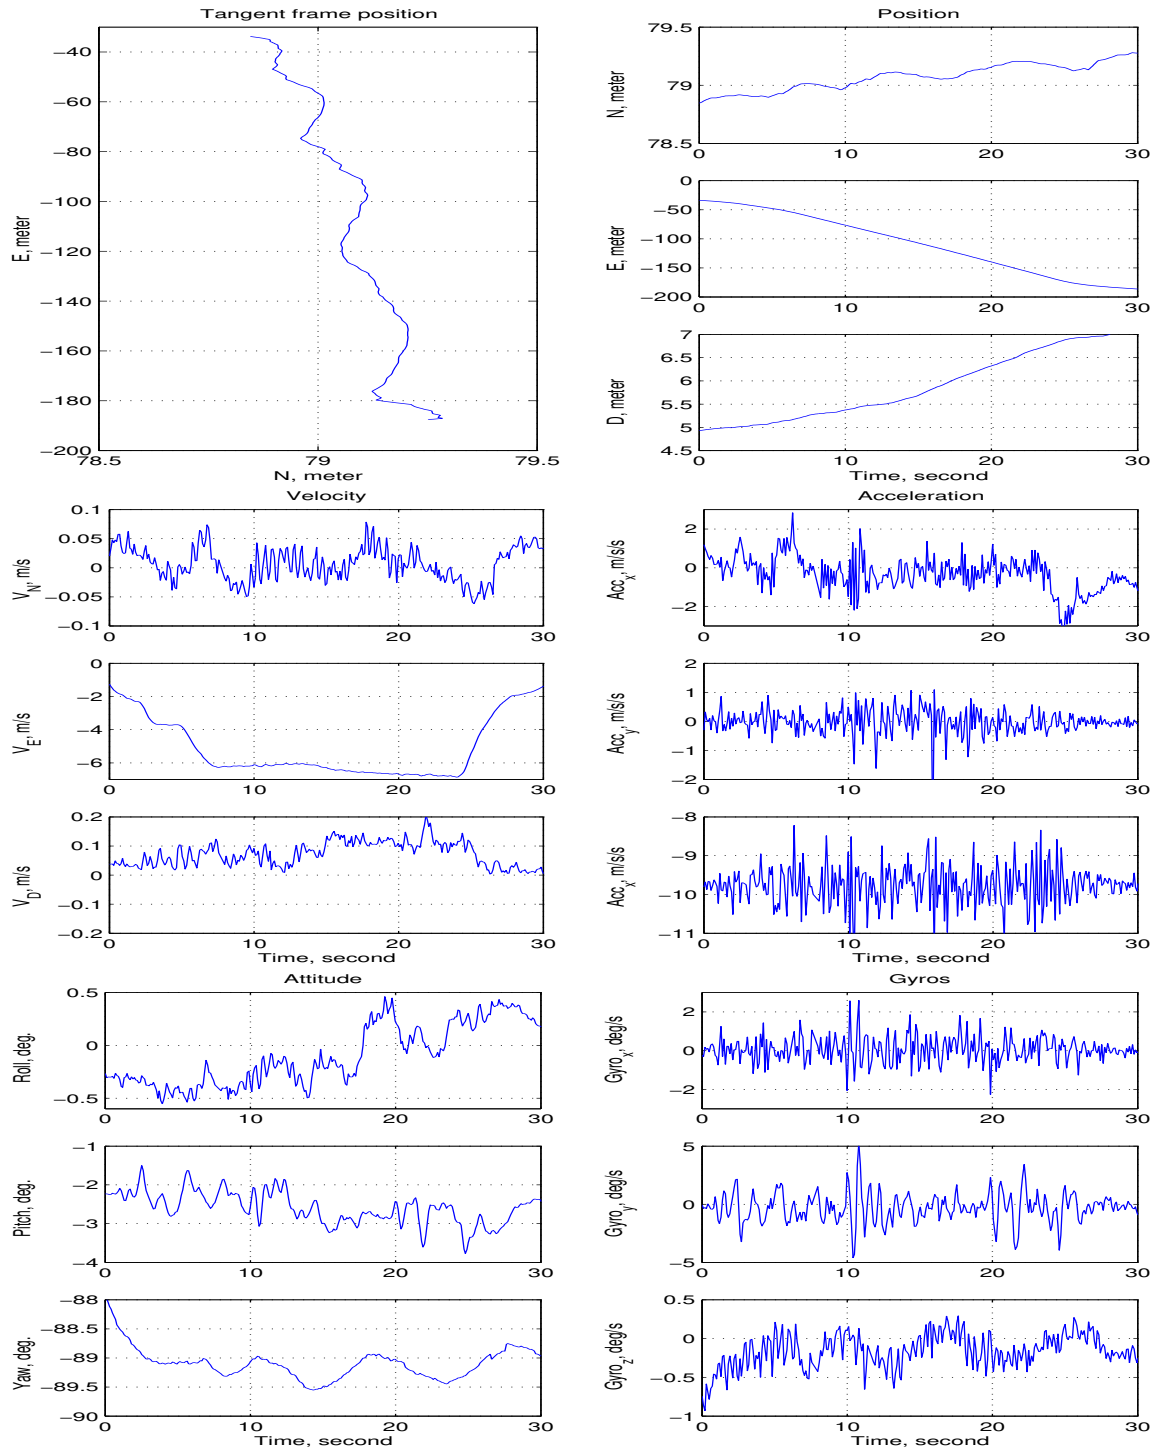 Tangent frame position
−40
−60
−80
−100
−120
−140
−160
−180
−200
E, meter
78.5 79 79.5
N, meter
Position
79.5
79
78.5
N, meter
0 10 20 30
0
−50
−100
−150
−200
E, meter
0 10 20 30
7
6.5
6
5.5
5
4.5
D, meter
0 10 20 30
Time, second
Velocity
0.1
0.05
0
−0.05
−0.1
V_N, m/s
0 10 20 30
0
−2
−4
−6
V_E, m/s
0 10 20 30
0.2
0.1
0
−0.1
−0.2
V_D, m/s
0 10 20 30
Time, second
Acceleration
2
0
−2
Acc_x, m/s/s
0 10 20 30
2
1
0
−1
−2
Acc_y, m/s/s
0 10 20 30
−8
−9
−10
−11
Acc_x, m/s/s
0 10 20 30
Time, second
Attitude
0.5
0
−0.5
Roll, deg.
0 10 20 30
−1
−2
−3
−4
Pitch, deg.
0 10 20 30
−88
−88.5
−89
−89.5
−90
Yaw, deg.
0 10 20 30
Time, second
Gyros
2
0
−2
Gyro_x, deg/s
0 10 20 30
5
0
−5
Gyro_y, deg/s
0 10 20 30
0.5
0
−0.5
−1
Gyro_z, deg/s
0 10 20 30
Time, second